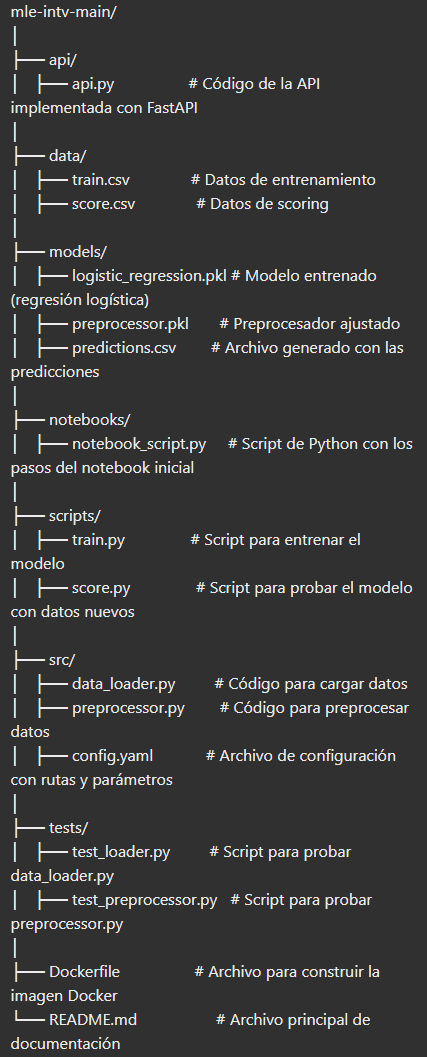 mle-intv-main/
│
├── api/
│   ├── api.py                  # Código de la API
implementada con FastAPI
│
├── data/
│   ├── train.csv               # Datos de entrenamiento
│   ├── score.csv               # Datos de scoring
│
├── models/
│   ├── logistic_regression.pkl # Modelo entrenado
(regresión logística)
│   ├── preprocessor.pkl        # Preprocesador ajustado
│   ├── predictions.csv         # Archivo generado con las
predicciones
│
├── notebooks/
│   ├── notebook_script.py      # Script de Python con los
pasos del notebook inicial
│
├── scripts/
│   ├── train.py                # Script para entrenar el
modelo
│   ├── score.py                # Script para probar el modelo
con datos nuevos
│
├── src/
│   ├── data_loader.py          # Código para cargar datos
│   ├── preprocessor.py         # Código para preprocesar
datos
│   ├── config.yaml             # Archivo de configuración
con rutas y parámetros
│
├── tests/
│   ├── test_loader.py          # Script para probar
data_loader.py
│   ├── test_preprocessor.py    # Script para probar
preprocessor.py
│
├── Dockerfile                  # Archivo para construir la
imagen Docker
└── README.md                   # Archivo principal de
documentación